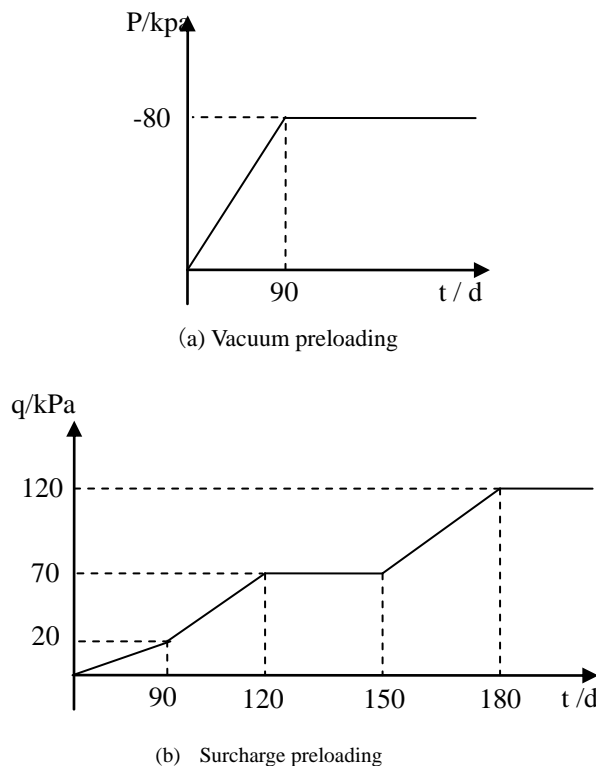 P/kpa
-80
90
t / d
(a) Vacuum preloading
q/kPa
120
70
20
90 120 150 180 t /d
(b) Surcharge preloading